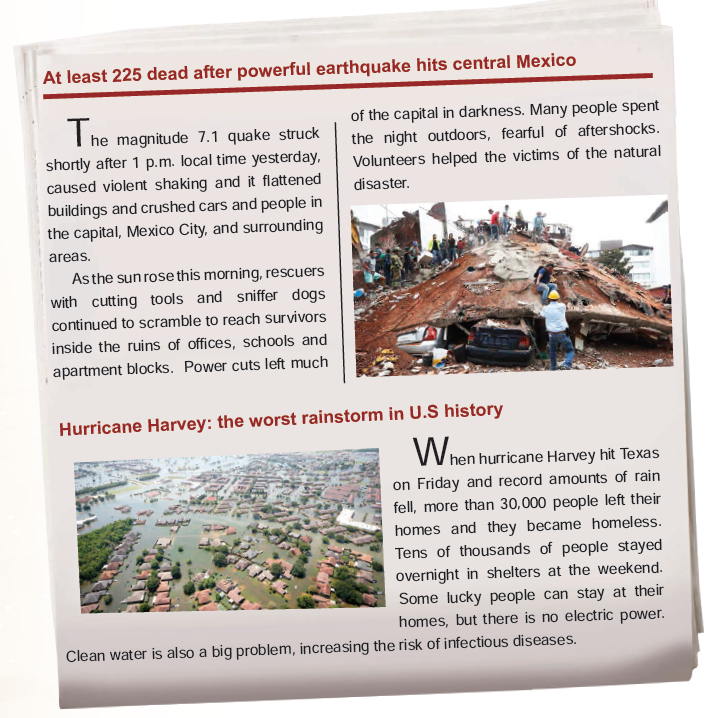 At least 225 dead after powerful earthquake hits central Mexico
The magnitude 7.1 quake struck
shortly after 1 p.m. local time yesterday,
caused violent shaking and it flattened
buildings and crushed cars and people in
the capital, Mexico City, and surrounding
areas.
As the sun rose this morning, rescuers
with cutting tools and sniffer dogs
continued to scramble to reach survivors
inside the ruins of offices, schools and
apartment blocks. Power cuts left much
of the capital in darkness. Many people spent
the night outdoors, fearful of aftershocks.
Volunteers helped the victims of the natural
disaster.
Hurricane Harvey: the worst rainstorm in U.S history
When hurricane Harvey hit Texas
on Friday and record amounts of rain
fell, more than 30,000 people left their
homes and they became homeless.
Tens of thousands of people stayed
overnight in shelters at the weekend.
Some lucky people can stay at their
homes, but there is no electric power.
Clean water is also a big problem, increasing the risk of infectious diseases.